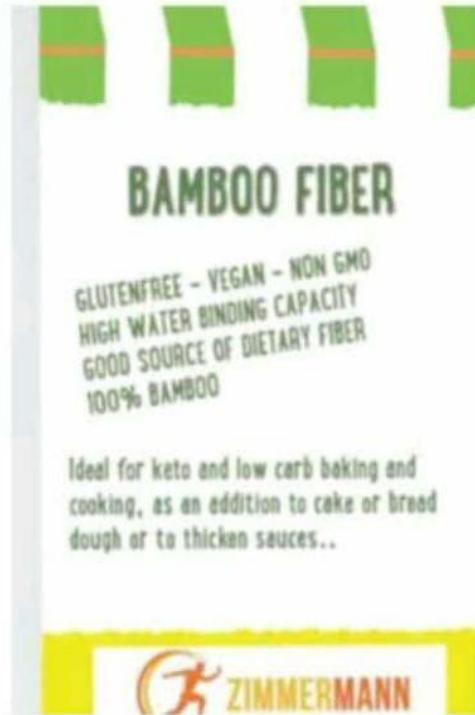 BAMBOO FIBER
GLUTENFREE - VEGAN - NON GMO
HIGH WATER BINDING CAPACITY
GOOD SOURCE OF DIETARY FIBER
100% BAMBOO
Ideal for keto and low carb baking and
cooking, as an addition to cake or bread
dough or to thicken sauces..
ZIMMERMANN